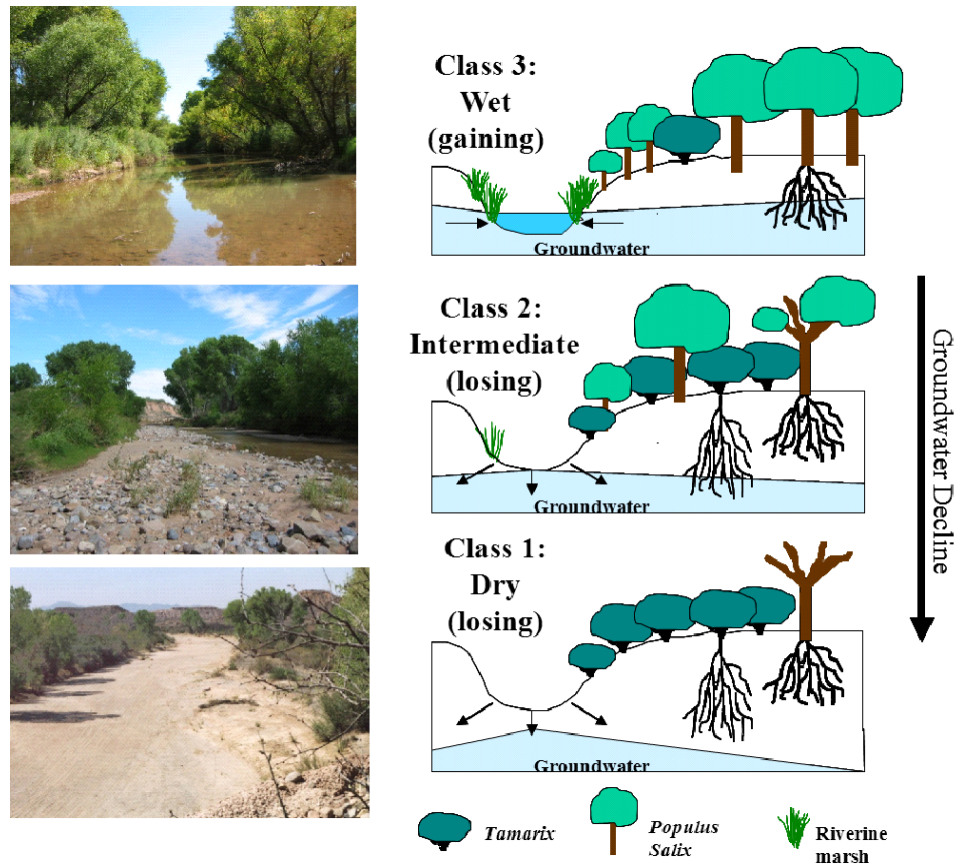 Class 3:
Wet
(gaining)
Groundwater
Class 2:
Intermediate
(losing)
Groundwater
Class 1:
Dry
(losing)
Groundwater
Groundwater Decline
Tamarix
Populus
Salix
Riverine
marsh